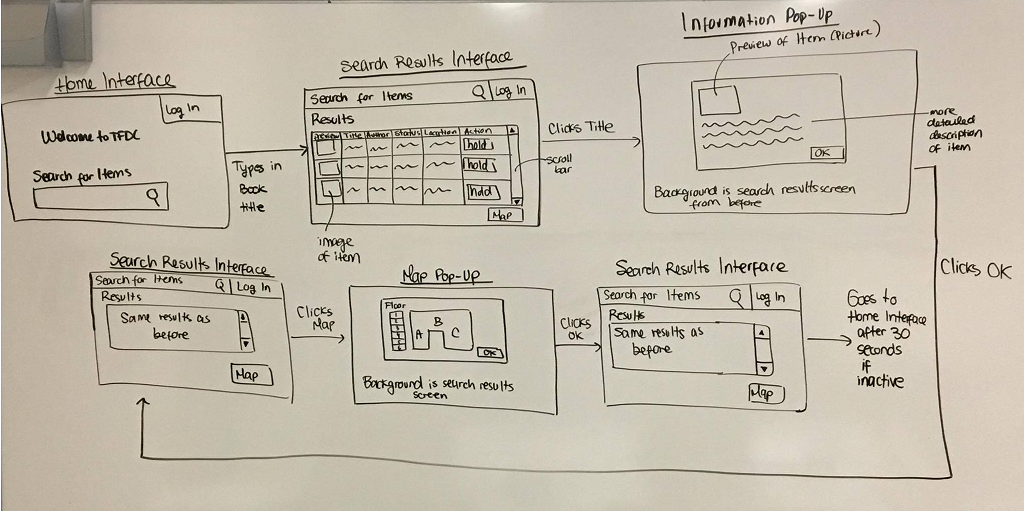 Information Pop-Up
Preview of Item (Picture)
more
detailed
description
of item
OK
Background is search results screen
from before
Home Interface
Log In
Welcome to TFDL
Search for Items
Types in
Book
title
Search Results Interface
Search for Items
Log In
Results
Preview Title Author Status Location Action
hold
hold
hold
Map
image
of item
scroll
bar
Clicks Title
Clicks OK
Search Results Interface
Search for Items
Log In
Results
Same results as
before
Map
Clicks
Map
Map Pop-Up
Floor
A
B
C
OK
Background is search results
screen
Clicks
OK
Search Results Interface
Search for Items
Log In
Results
Same results as
before
Map
Goes to
Home Interface
after 30
seconds
if
inactive